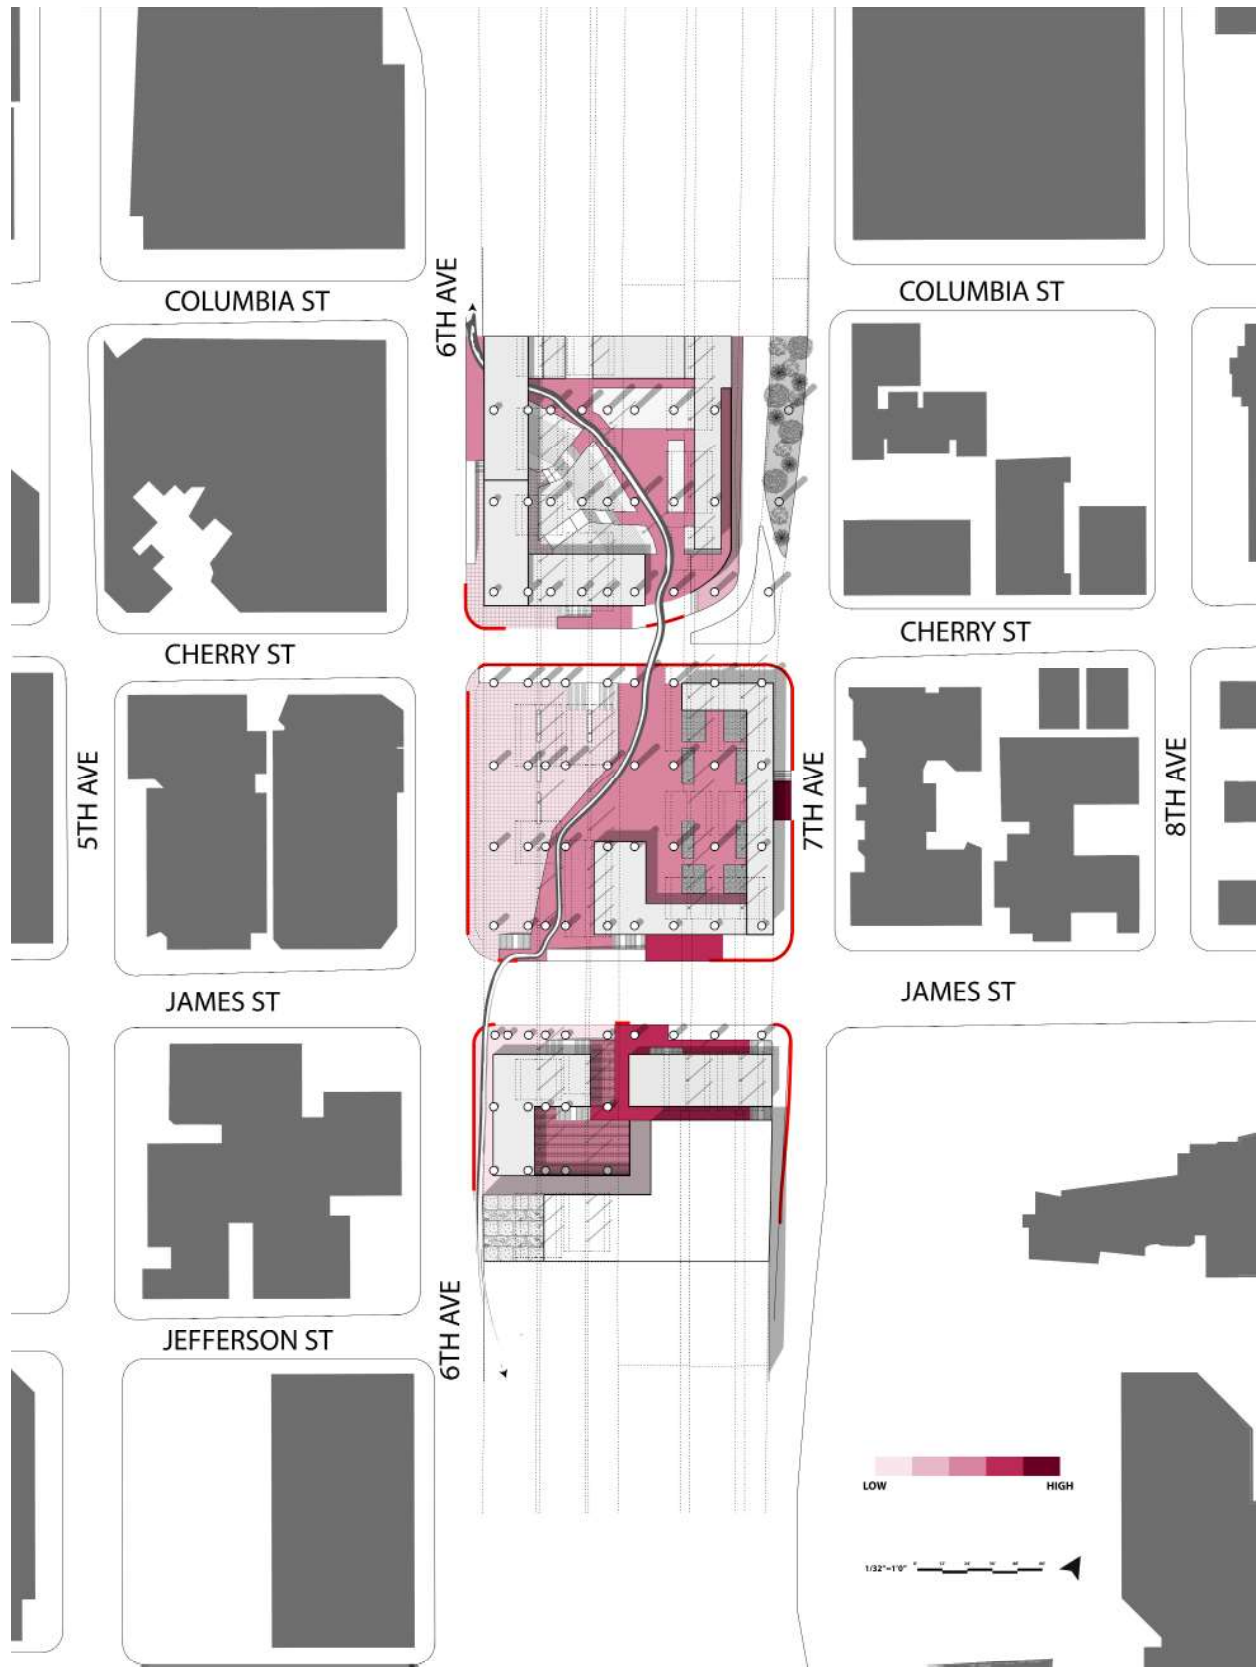 COLUMBIA ST
6TH AVE
COLUMBIA ST
CHERRY ST
CHERRY ST
5TH AVE
7TH AVE
8TH AVE
JAMES ST
JAMES ST
6TH AVE
JEFFERSON ST
LOW
HIGH
1/32"=1'0"